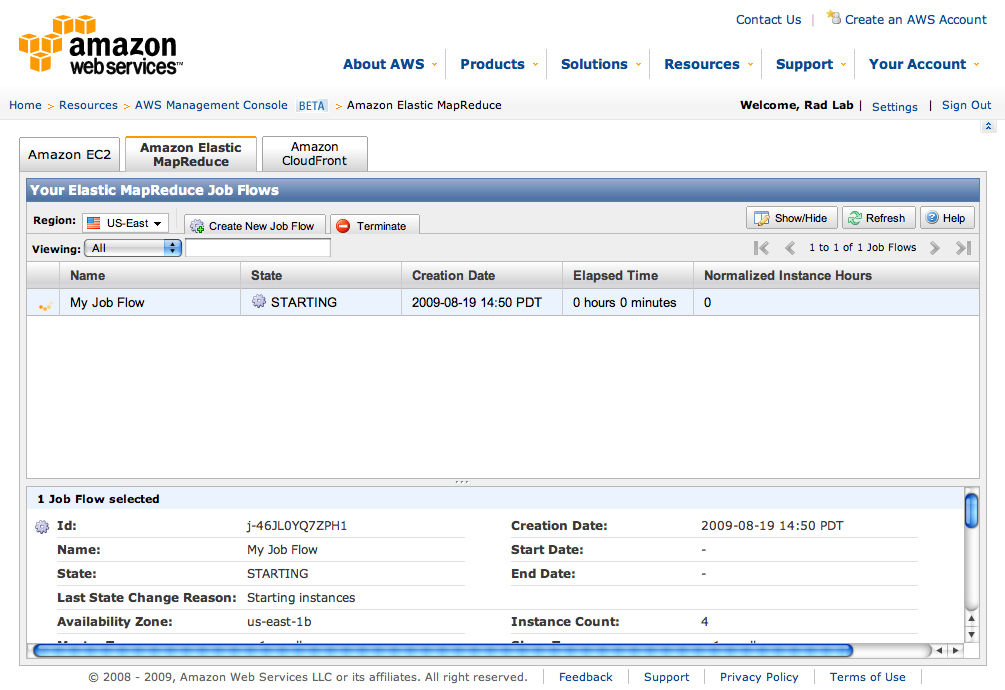 Contact Us | Create an AWS Account
amazon
webservices™
About AWS Products Solutions Resources Support Your Account
Home > Resources > AWS Management Console BETA > Amazon Elastic MapReduce Welcome, Rad Lab | Settings | Sign Out
Amazon EC2
Amazon Elastic
MapReduce
Amazon
CloudFront
Your Elastic MapReduce Job Flows
Region: US-East Create New Job Flow Terminate Show/Hide Refresh Help
Viewing: All 1 to 1 of 1 Job Flows
Name State Creation Date Elapsed Time Normalized Instance Hours
My Job Flow STARTING 2009-08-19 14:50 PDT 0 hours 0 minutes 0
1 Job Flow selected
Id: j-46JL0YQ7ZPH1 Creation Date: 2009-08-19 14:50 PDT
Name: My Job Flow Start Date: -
State: STARTING End Date: -
Last State Change Reason: Starting instances
Availability Zone: us-east-1b Instance Count: 4
© 2008 - 2009, Amazon Web Services LLC or its affiliates. All right reserved. | Feedback | Support | Privacy Policy | Terms of Use